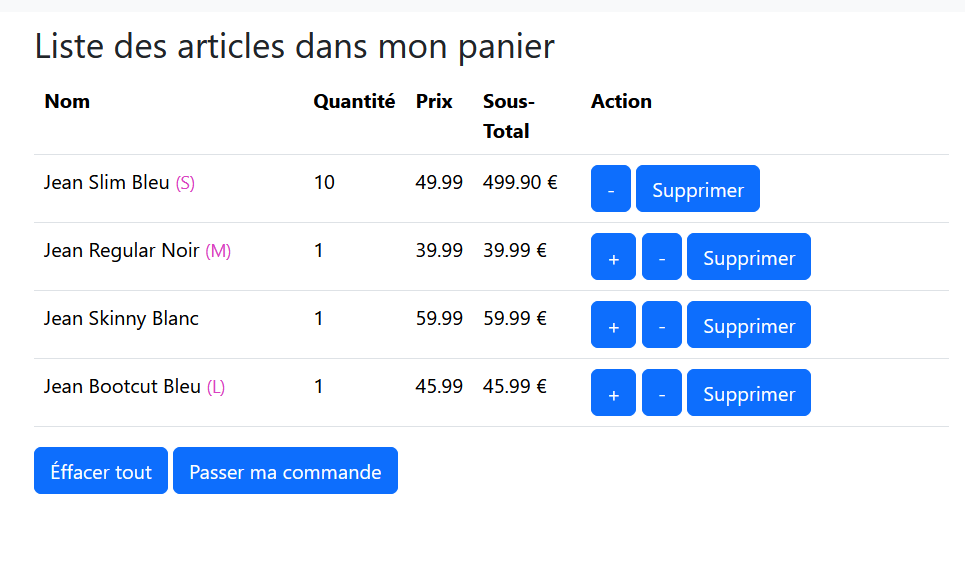 Liste des articles dans mon panier
Nom Quantité Prix Sous-
Total Action
Jean Slim Bleu (S) 10 49.99 499.90 € - Supprimer
Jean Regular Noir (M) 1 39.99 39.99 € + - Supprimer
Jean Skinny Blanc 1 59.99 59.99 € + - Supprimer
Jean Bootcut Bleu (L) 1 45.99 45.99 € + - Supprimer
Éffacer tout Passer ma commande